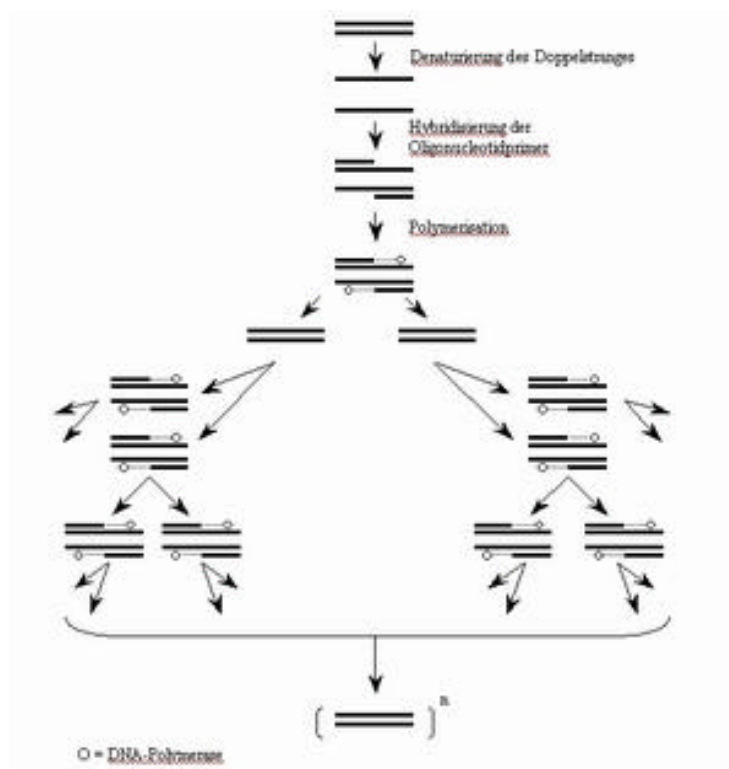 Denaturierung des Doppelstranges
Hybridisierung der
Oligonucleotidprimer
Polymerisation
n
O = DNA-Polymerase